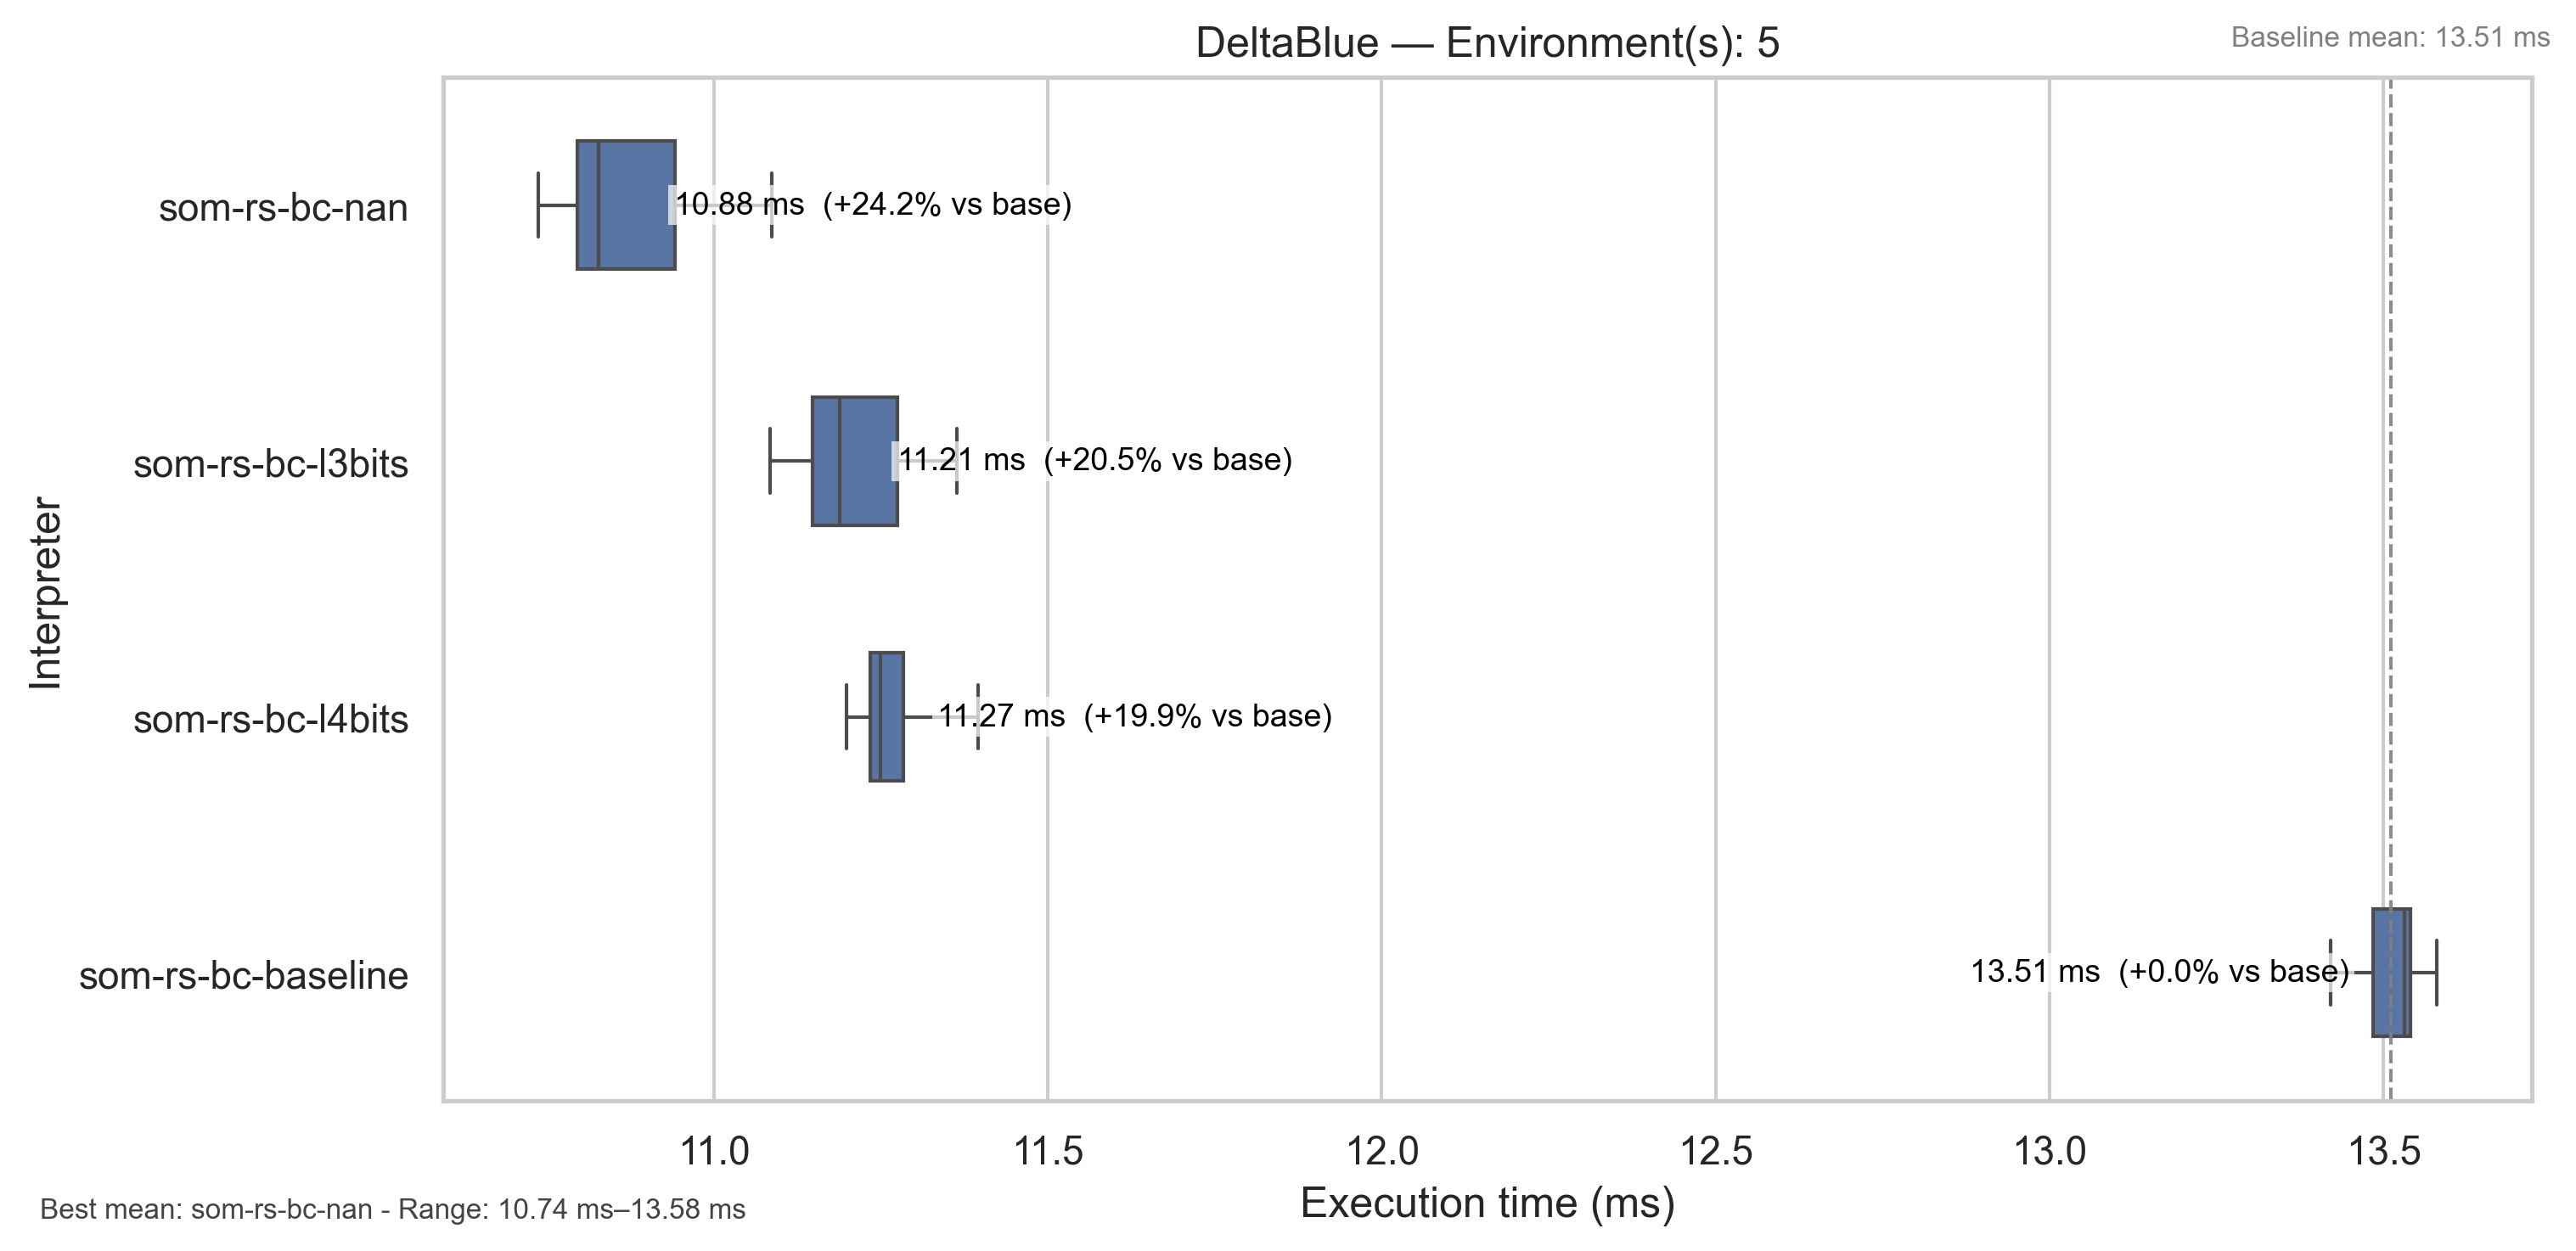 DeltaBlue — Environment(s): 5
Baseline mean: 13.51 ms
Interpreter
som-rs-bc-nan
10.88 ms (+24.2% vs base)
som-rs-bc-l3bits
11.21 ms (+20.5% vs base)
som-rs-bc-l4bits
11.27 ms (+19.9% vs base)
som-rs-bc-baseline
13.51 ms (+0.0% vs base)
11.0 11.5 12.0 12.5 13.0 13.5
Execution time (ms)
Best mean: som-rs-bc-nan - Range: 10.74 ms–13.58 ms